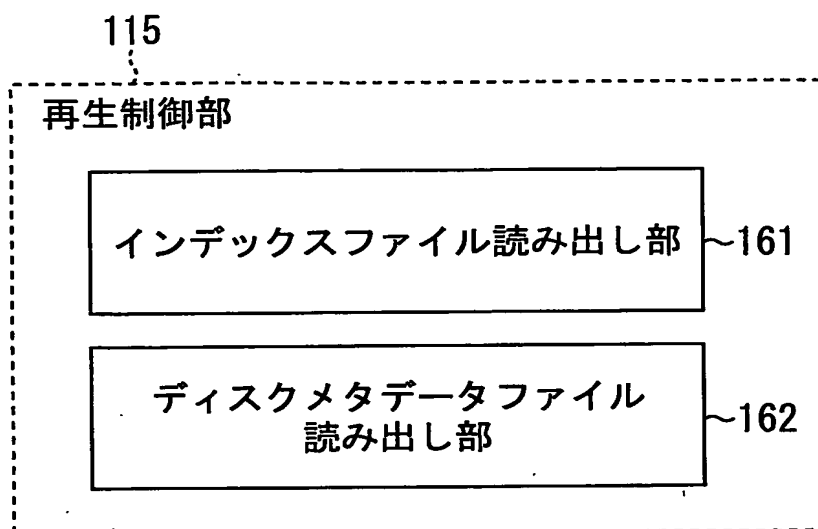 115
再生制御部
インデックスファイル読み出し部
~161
ディスクメタデータファイル
読み出し部
~162